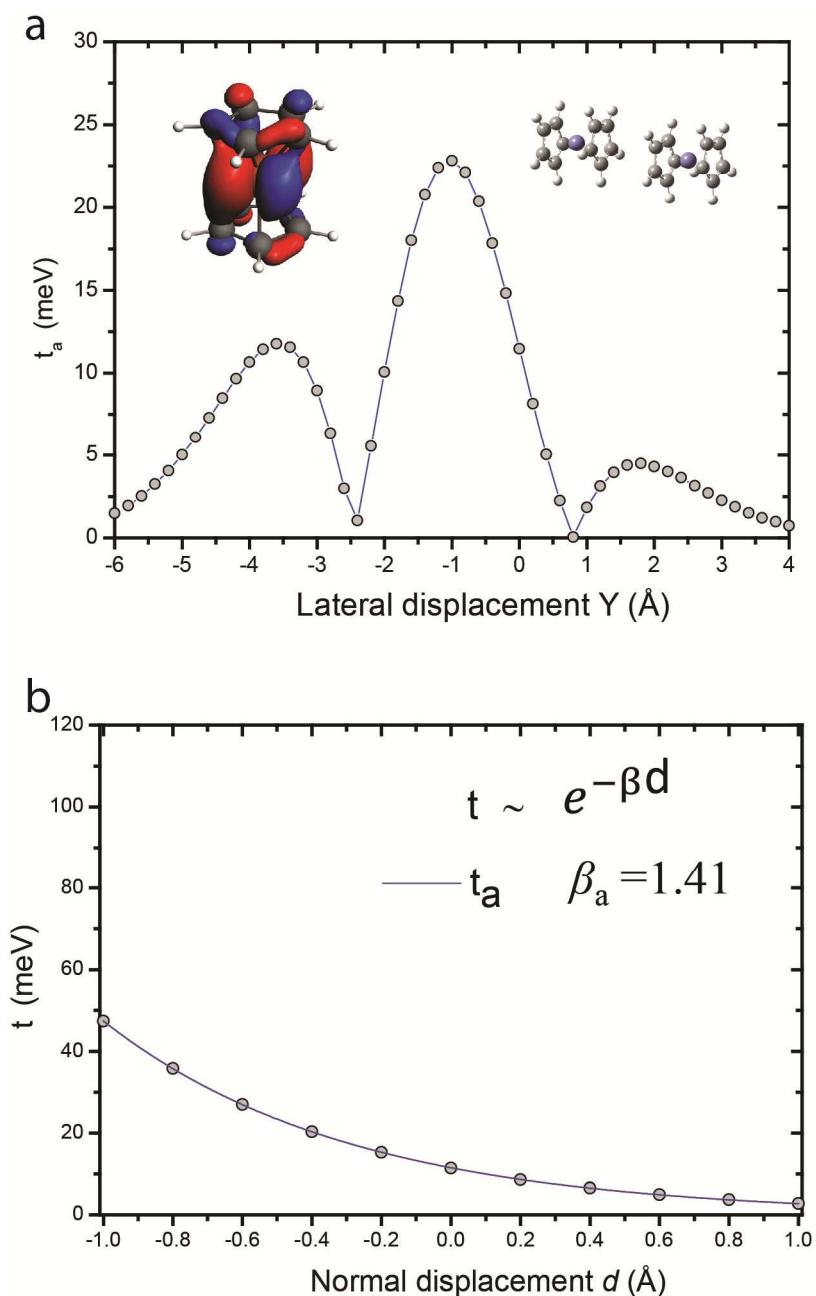 a
30
25
20
15
10
5
0
t_a (meV)
-6 -5 -4 -3 -2 -1 0 1 2 3 4
Lateral displacement Y (Å)
b
120
100
80
60
40
20
0
t (meV)
t ~ e^{-βd}
t_a β_a =1.41
-1.0 -0.8 -0.6 -0.4 -0.2 0.0 0.2 0.4 0.6 0.8 1.0
Normal displacement d (Å)